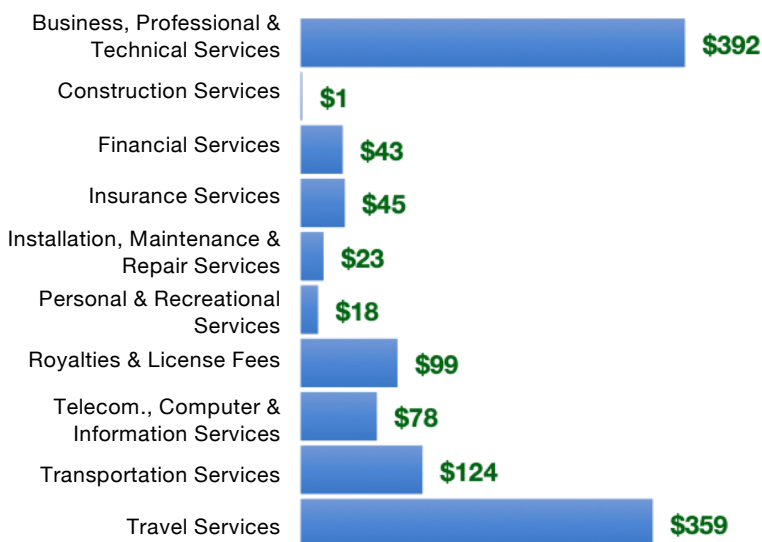 Business, Professional &
Technical Services
$392
Construction Services
$1
Financial Services
$43
Insurance Services
$45
Installation, Maintenance &
Repair Services
$23
Personal & Recreational
Services
$18
Royalties & License Fees
$99
Telecom., Computer &
Information Services
$78
Transportation Services
$124
Travel Services
$359